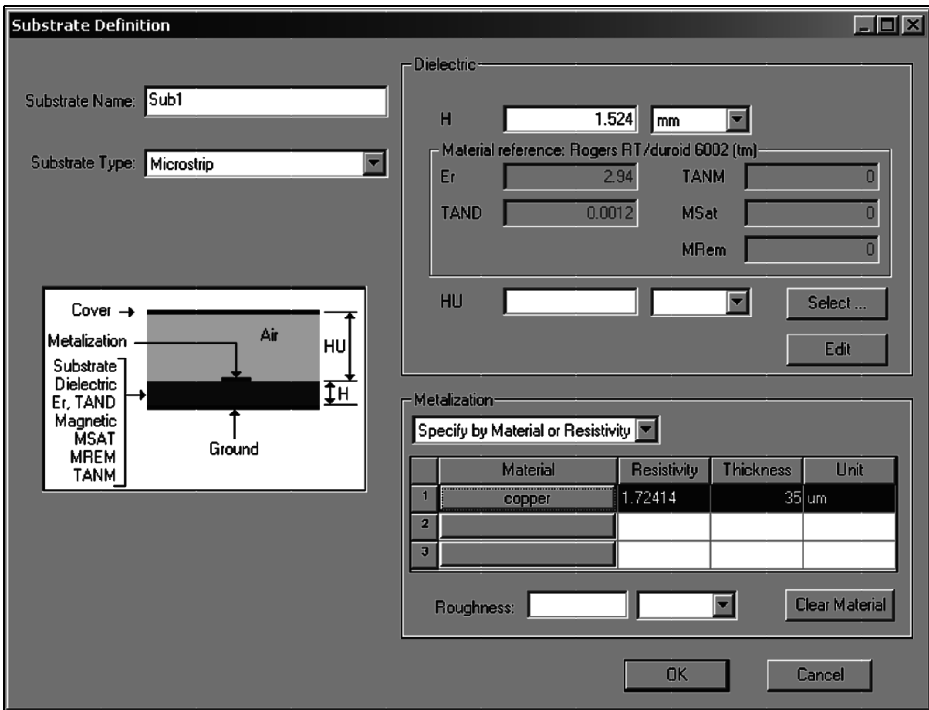 Substrate Definition
Substrate Name: Sub1
Substrate Type: Microstrip
Cover
Metalization
Substrate
Dielectric
Er, TAND
Magnetic
MSAT
MREM
TANM
Air
HU
H
Ground
Dielectric
H 1.524 mm
Material reference: Rogers RT/duroid 6002 (tm)
Er 2.94 TANM 0
TAND 0.0012 MSat 0
MRem 0
HU Select ...
Edit
Metalization
Specify by Material or Resistivity
Material Resistivity Thickness Unit
1 copper 1.72414 35 um
2
3
Roughness: Clear Material
OK Cancel